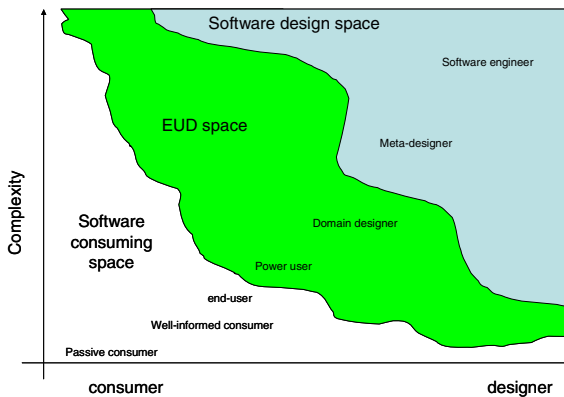 Software design space
Software engineer
EUD space
Meta-designer
Complexity
Software
consuming
space
Domain designer
Power user
end-user
Well-informed consumer
Passive consumer
consumer
designer